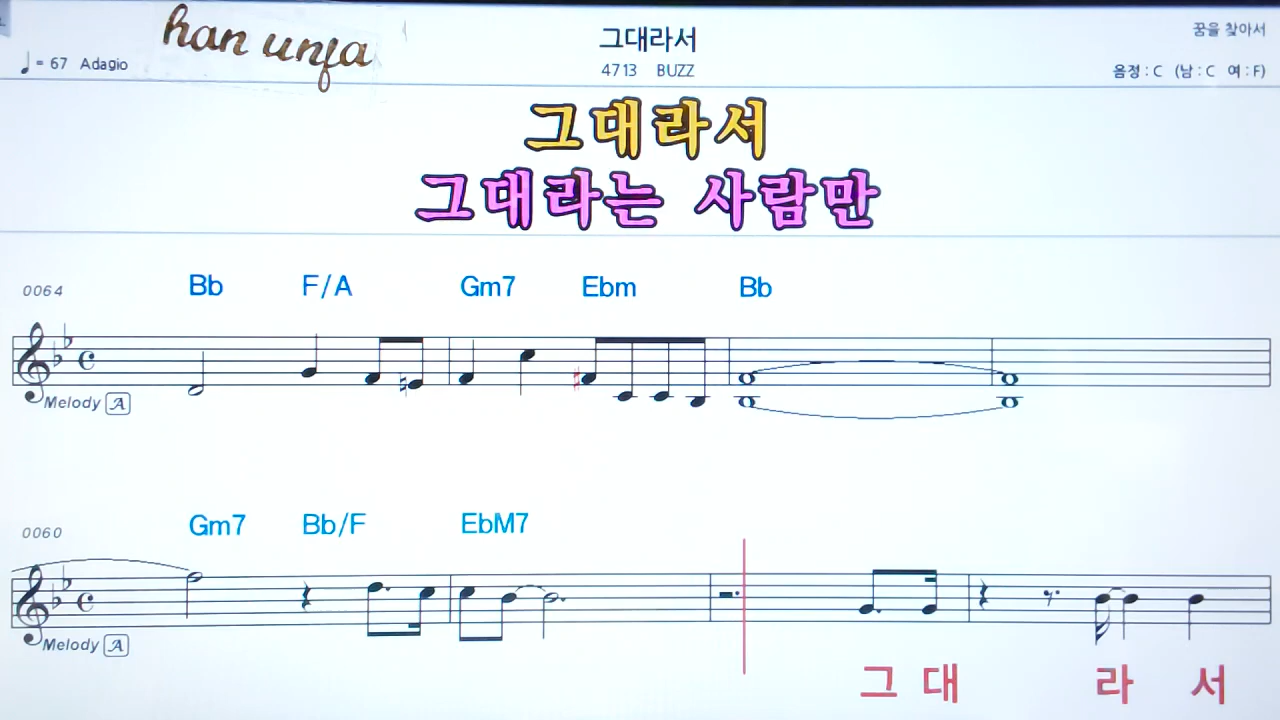 han unja
그대라서
꿈을 찾아서
♩ = 67 Adagio
4713 BUZZ
음정 : C (남 : C 여 : F)
그대라서
그대라는 사람만
0064
Bb F/A Gm7 Ebm Bb
Melody A
0060
Gm7 Bb/F EbM7
Melody A
그 대 라 서